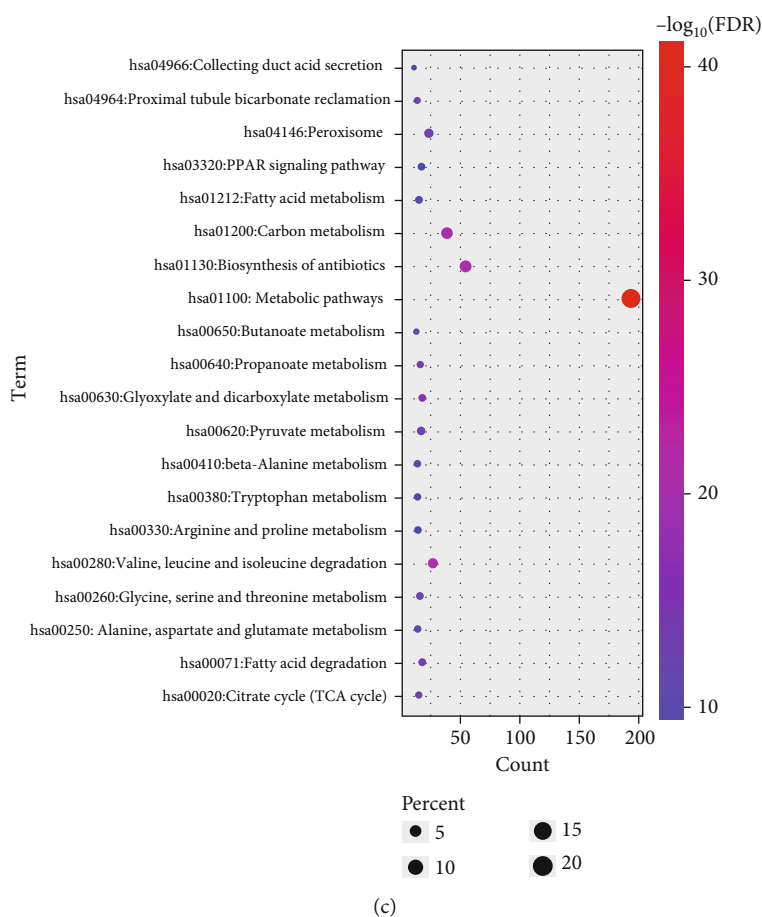 –log10(FDR)
40
30
20
10
Term
hsa04966:Collecting duct acid secretion
hsa04964:Proximal tubule bicarbonate reclamation
hsa04146:Peroxisome
hsa03320:PPAR signaling pathway
hsa01212:Fatty acid metabolism
hsa01200:Carbon metabolism
hsa01130:Biosynthesis of antibiotics
hsa01100: Metabolic pathways
hsa00650:Butanoate metabolism
hsa00640:Propanoate metabolism
hsa00630:Glyoxylate and dicarboxylate metabolism
hsa00620:Pyruvate metabolism
hsa00410:beta-Alanine metabolism
hsa00380:Tryptophan metabolism
hsa00330:Arginine and proline metabolism
hsa00280:Valine, leucine and isoleucine degradation
hsa00260:Glycine, serine and threonine metabolism
hsa00250: Alanine, aspartate and glutamate metabolism
hsa00071:Fatty acid degradation
hsa00020:Citrate cycle (TCA cycle)
50 100 150 200
Count
Percent
5 15
10 20
(c)